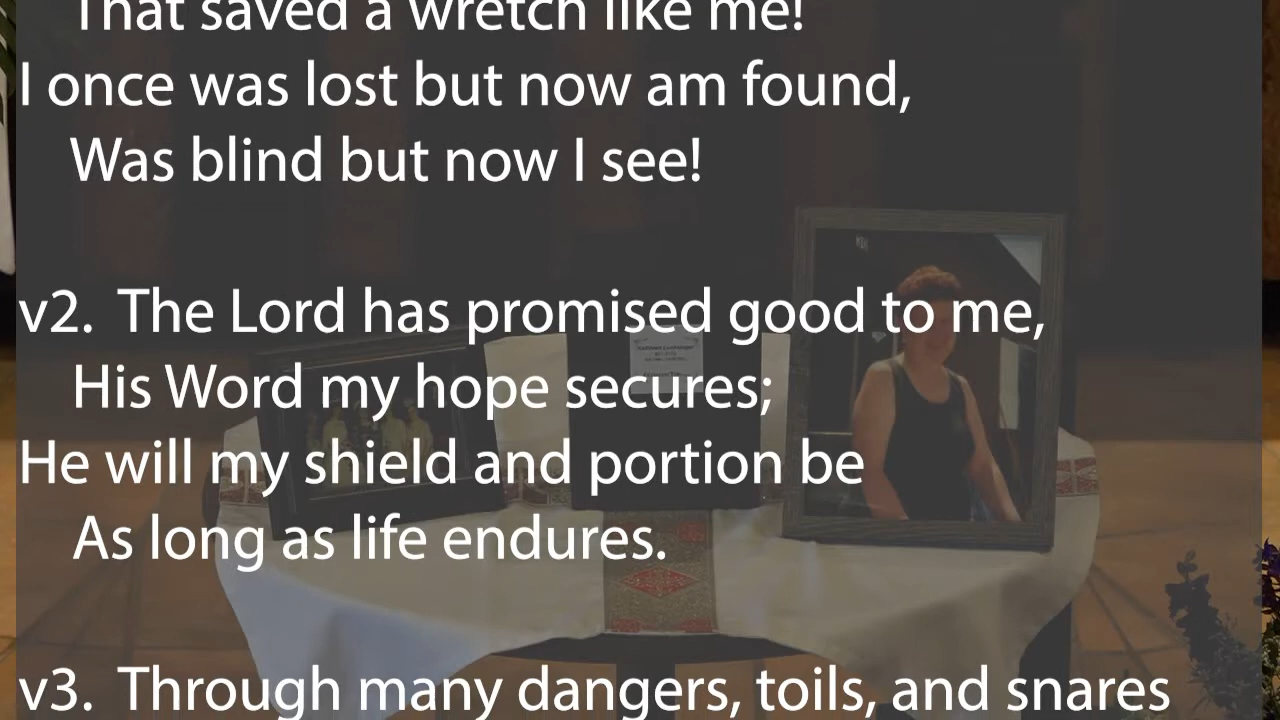 That saved a wretch like me!
I once was lost but now am found,
Was blind but now I see!
v2. The Lord has promised good to me,
His Word my hope secures;
He will my shield and portion be
As long as life endures.
v3. Through many dangers, toils, and snares